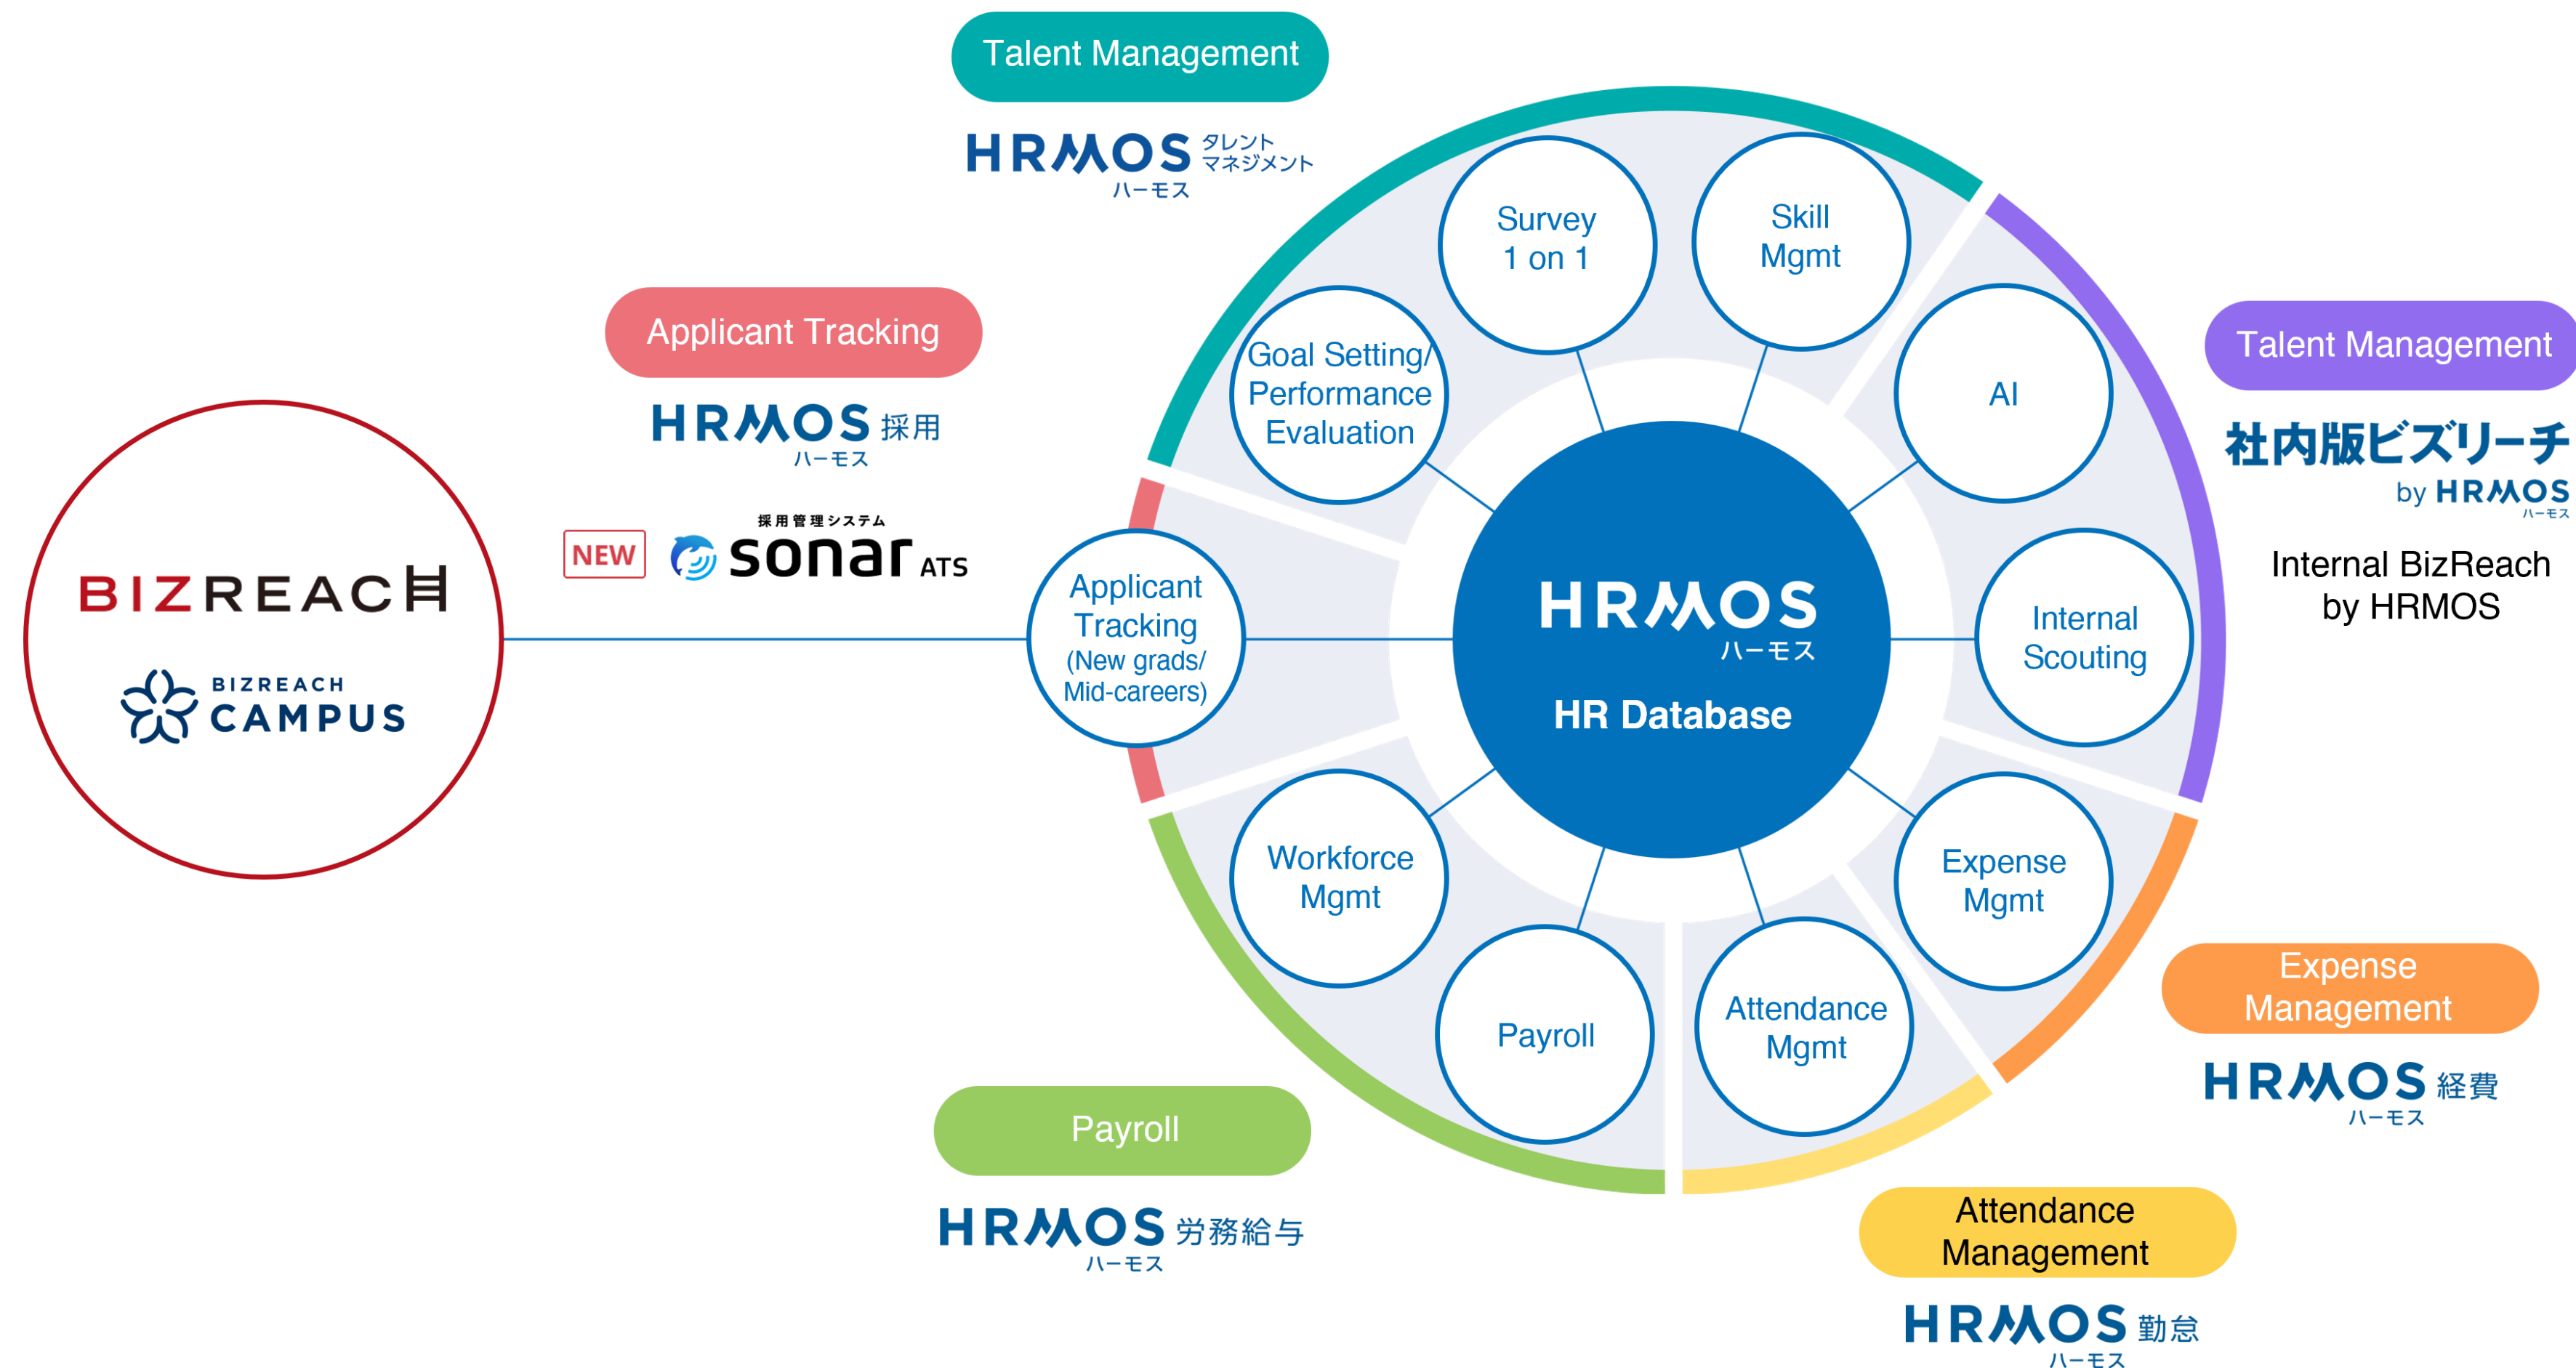 Talent Management
HRMOS タレント
マネジメント
ハーモス
Applicant Tracking
HRMOS 採用
ハーモス
NEW
採用管理システム
sonar ATS
BIZREACH
BIZREACH
CAMPUS
Survey
1 on 1
Skill
Mgmt
Goal Setting/
Performance
Evaluation
AI
Applicant
Tracking
(New grads/
Mid-careers)
HRMOS
ハーモス
HR Database
Internal
Scouting
Workforce
Mgmt
Payroll
Attendance
Mgmt
Expense
Mgmt
Talent Management
社内版ビズリーチ
by HRMOS
ハーモス
Internal BizReach
by HRMOS
Expense
Management
HRMOS 経費
ハーモス
Payroll
HRMOS 労務給与
ハーモス
Attendance
Management
HRMOS 勤怠
ハーモス